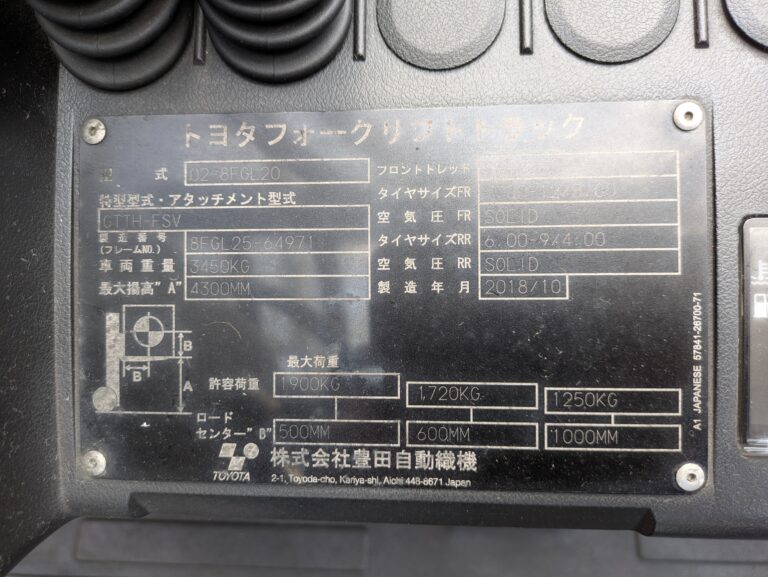 トヨタフォークリフトトラック
型 式 02-8FGL20
特型型式・アタッチメント型式
GTTH-FSV
製造番号 (フレームNO.) 8FGL25-64971
車両重量 3450KG
最大揚高"A" 4300MM
フロントトレッド
タイヤサイズFR
空気圧 FR SOLID
タイヤサイズRR 6.00-9/4.00
空気圧 RR SOLID
製造年月 2018/10
B
B
A
最大荷重
許容荷重 1900KG 1720KG 1250KG
ロード
センター"B" 500MM 600MM 1000MM
TOYOTA
株式会社豊田自動織機
2-1, Toyoda-cho, Kariya-shi, Aichi 448-8671 Japan
A1 JAPANESE 57841-26700-71